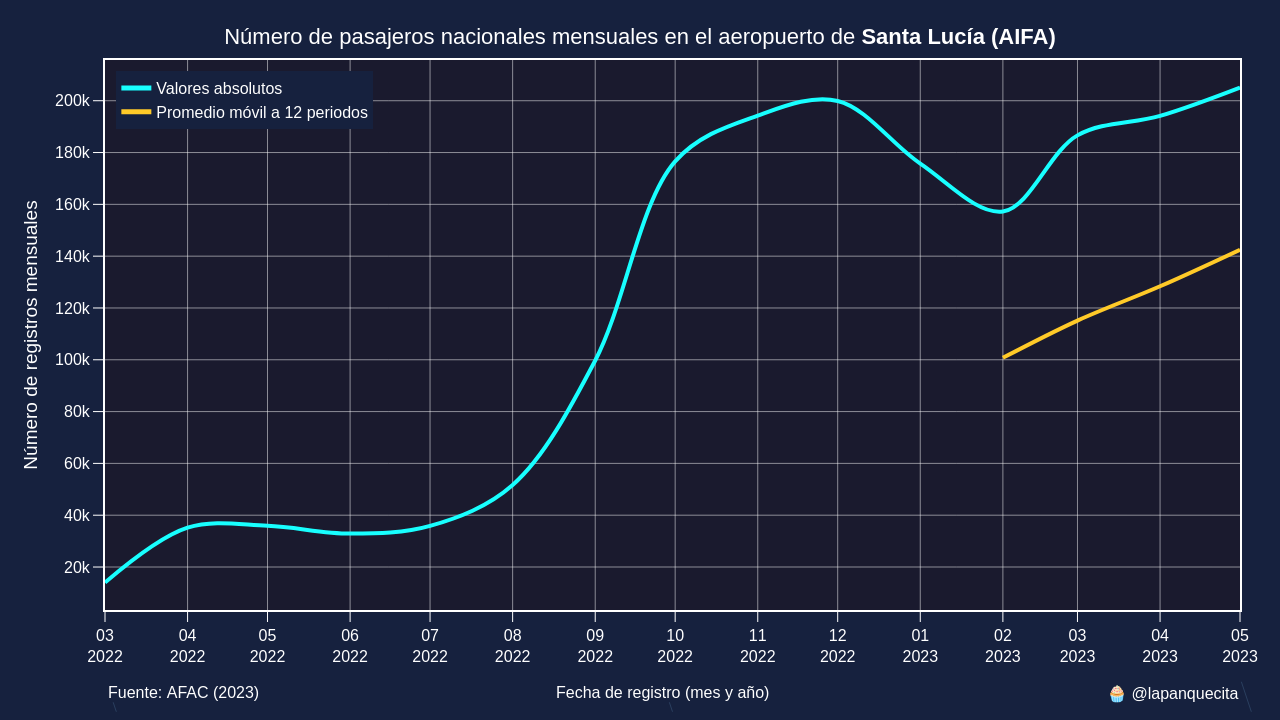 Número de pasajeros nacionales mensuales en el aeropuerto de Santa Lucía (AIFA)
Valores absolutos
Promedio móvil a 12 periodos
Número de registros mensuales
200k
180k
160k
140k
120k
100k
80k
60k
40k
20k
03 04 05 06 07 08 09 10 11 12 01 02 03 04 05
2022 2022 2022 2022 2022 2022 2022 2022 2022 2022 2023 2023 2023 2023 2023
Fuente: AFAC (2023) Fecha de registro (mes y año) 🧁 @lapanquecita